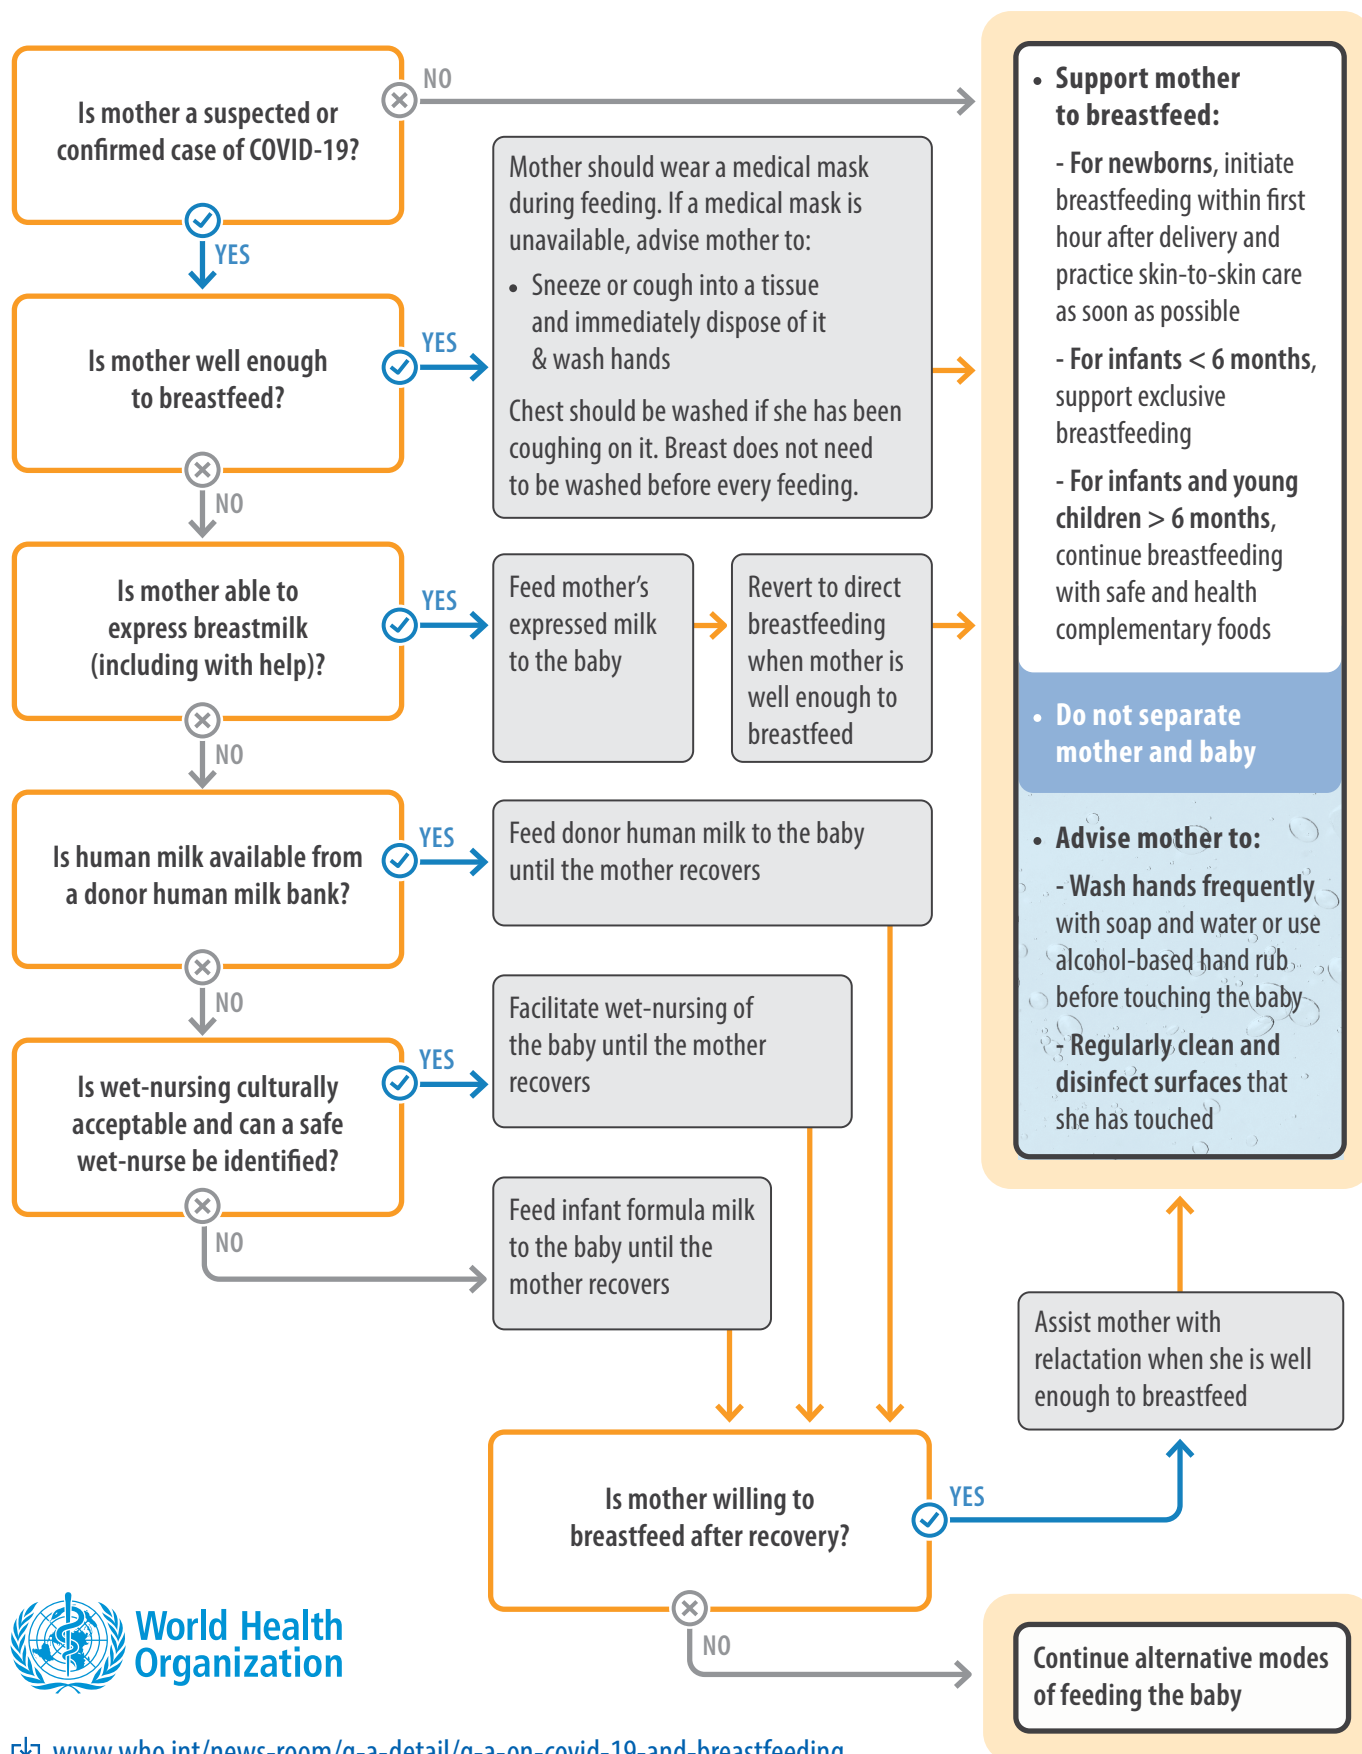 Is mother a suspected or
confirmed case of COVID-19?
NO
YES
Is mother well enough
to breastfeed?
YES
NO
Mother should wear a medical mask
during feeding. If a medical mask is
unavailable, advise mother to:
• Sneeze or cough into a tissue
and immediately dispose of it
& wash hands
Chest should be washed if she has been
coughing on it. Breast does not need
to be washed before every feeding.
Is mother able to
express breastmilk
(including with help)?
YES
NO
Feed mother's
expressed milk
to the baby
Revert to direct
breastfeeding
when mother is
well enough to
breastfeed
Is human milk available from
a donor human milk bank?
YES
NO
Feed donor human milk to the baby
until the mother recovers
Is wet-nursing culturally
acceptable and can a safe
wet-nurse be identified?
YES
NO
Facilitate wet-nursing of
the baby until the mother
recovers
Feed infant formula milk
to the baby until the
mother recovers
Is mother willing to
breastfeed after recovery?
YES
NO
Assist mother with
relactation when she is well
enough to breastfeed
• Support mother
to breastfeed:
- For newborns, initiate
breastfeeding within first
hour after delivery and
practice skin-to-skin care
as soon as possible
- For infants < 6 months,
support exclusive
breastfeeding
- For infants and young
children > 6 months,
continue breastfeeding
with safe and health
complementary foods
• Do not separate
mother and baby
• Advise mother to:
- Wash hands frequently
with soap and water or use
alcohol-based hand rub
before touching the baby
- Regularly clean and
disinfect surfaces that
she has touched
Continue alternative modes
of feeding the baby
World Health
Organization
www.who.int/news-room/q-a-detail/q-a-on-covid-19-and-breastfeeding